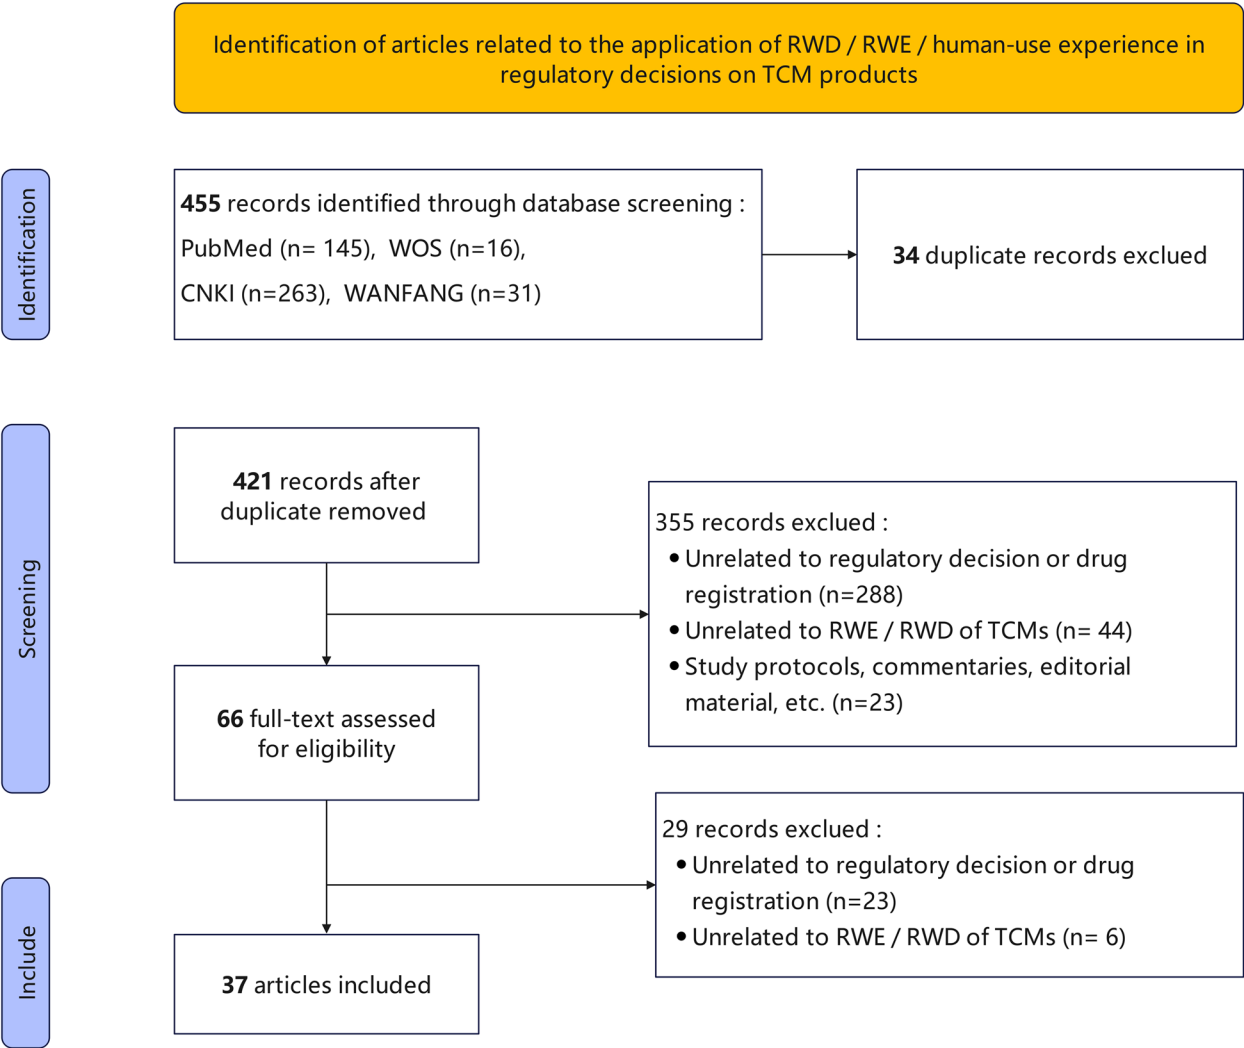 Identification of articles related to the application of RWD / RWE / human-use experience in
regulatory decisions on TCM products
Identification
455 records identified through database screening :
PubMed (n= 145),  WOS (n=16),
CNKI (n=263),  WANFANG (n=31)
34 duplicate records exclued
Screening
421 records after
duplicate removed
355 records exclued :
• Unrelated to regulatory decision or drug
registration (n=288)
• Unrelated to RWE / RWD of TCMs (n= 44)
• Study protocols, commentaries, editorial
material, etc. (n=23)
66 full-text assessed
for eligibility
29 records exclued :
• Unrelated to regulatory decision or drug
registration (n=23)
• Unrelated to RWE / RWD of TCMs (n= 6)
Include
37 articles included